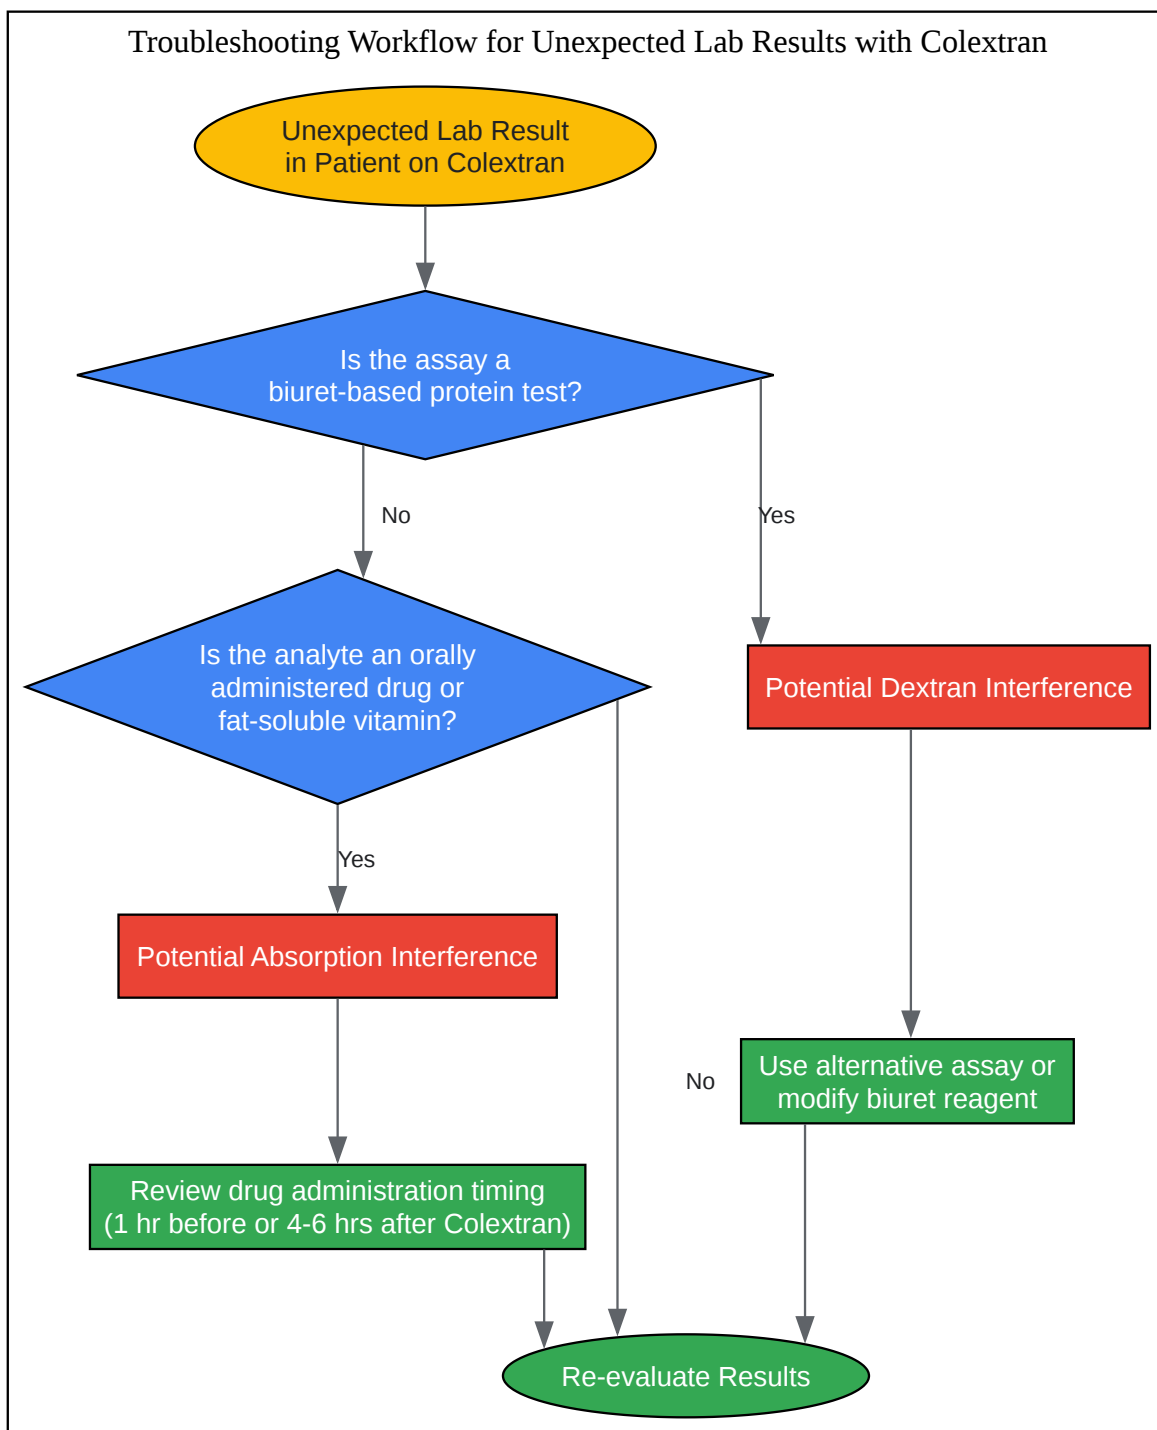 Troubleshooting Workflow for Unexpected Lab Results with Colextran
Unexpected Lab Result
in Patient on Colextran
Is the assay a
biuret-based protein test?
No
Yes
Is the analyte an orally
administered drug or
fat-soluble vitamin?
Potential Dextran Interference
Yes
Potential Absorption Interference
No
Use alternative assay or
modify biuret reagent
Review drug administration timing
(1 hr before or 4-6 hrs after Colextran)
Re-evaluate Results